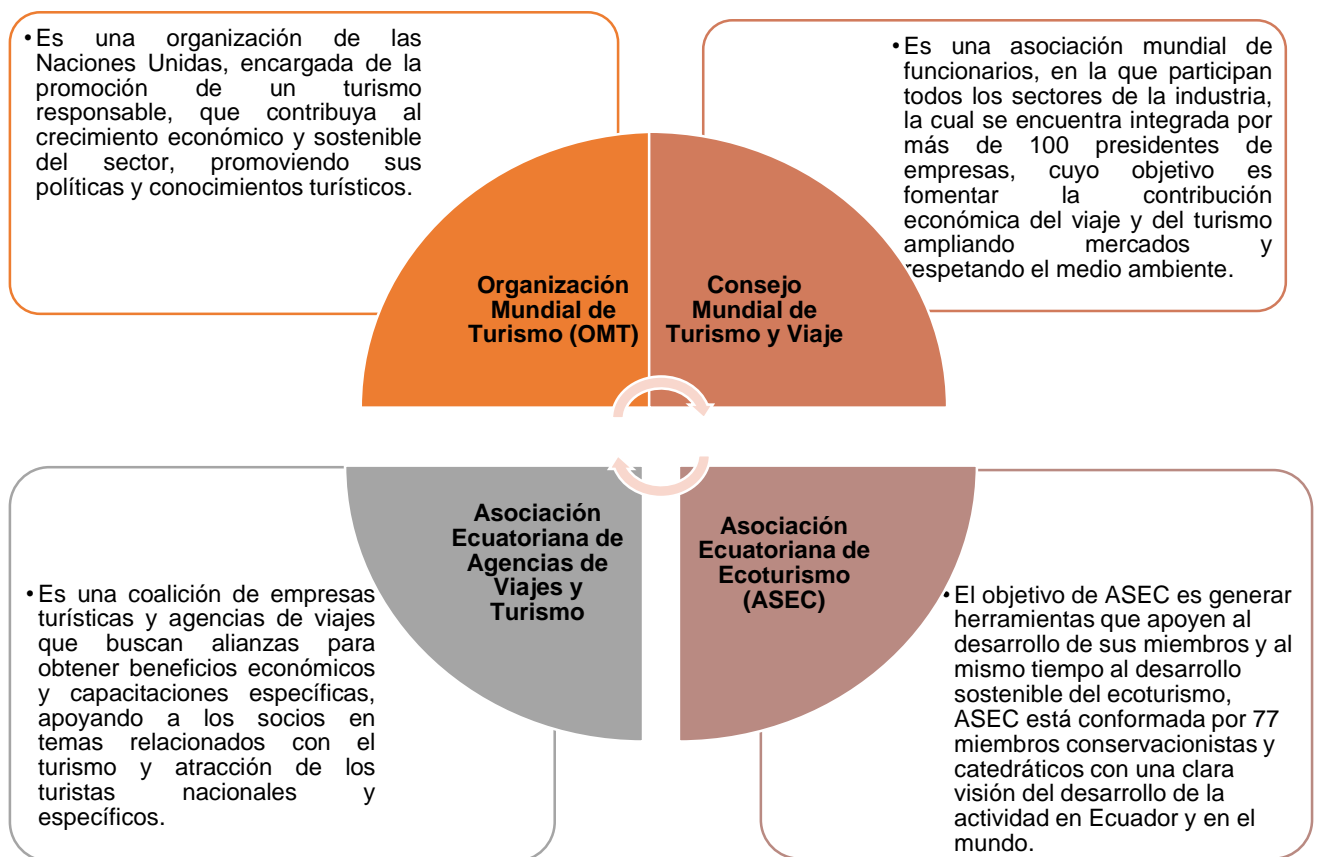 •Es una organización de las
Naciones Unidas, encargada de la
promoción de un turismo
responsable, que contribuya al
crecimiento económico y sostenible
del sector, promoviendo sus
políticas y conocimientos turísticos.
•Es una asociación mundial de
funcionarios, en la que participan
todos los sectores de la industria,
la cual se encuentra integrada por
más de 100 presidentes de
empresas, cuyo objetivo es
fomentar la contribución
económica del viaje y del turismo
ampliando mercados y
respetando el medio ambiente.
Organización
Mundial de
Turismo (OMT)
Consejo
Mundial de
Turismo y Viaje
Asociación
Ecuatoriana de
Agencias de
Viajes y
Turismo
Asociación
Ecuatoriana de
Ecoturismo
(ASEC)
•Es una coalición de empresas
turísticas y agencias de viajes
que buscan alianzas para
obtener beneficios económicos
y capacitaciones específicas,
apoyando a los socios en
temas relacionados con el
turismo y atracción de los
turistas nacionales y
específicos.
•El objetivo de ASEC es generar
herramientas que apoyen al
desarrollo de sus miembros y al
mismo tiempo al desarrollo
sostenible del ecoturismo,
ASEC está conformada por 77
miembros conservacionistas y
catedráticos con una clara
visión del desarrollo de la
actividad en Ecuador y en el
mundo.